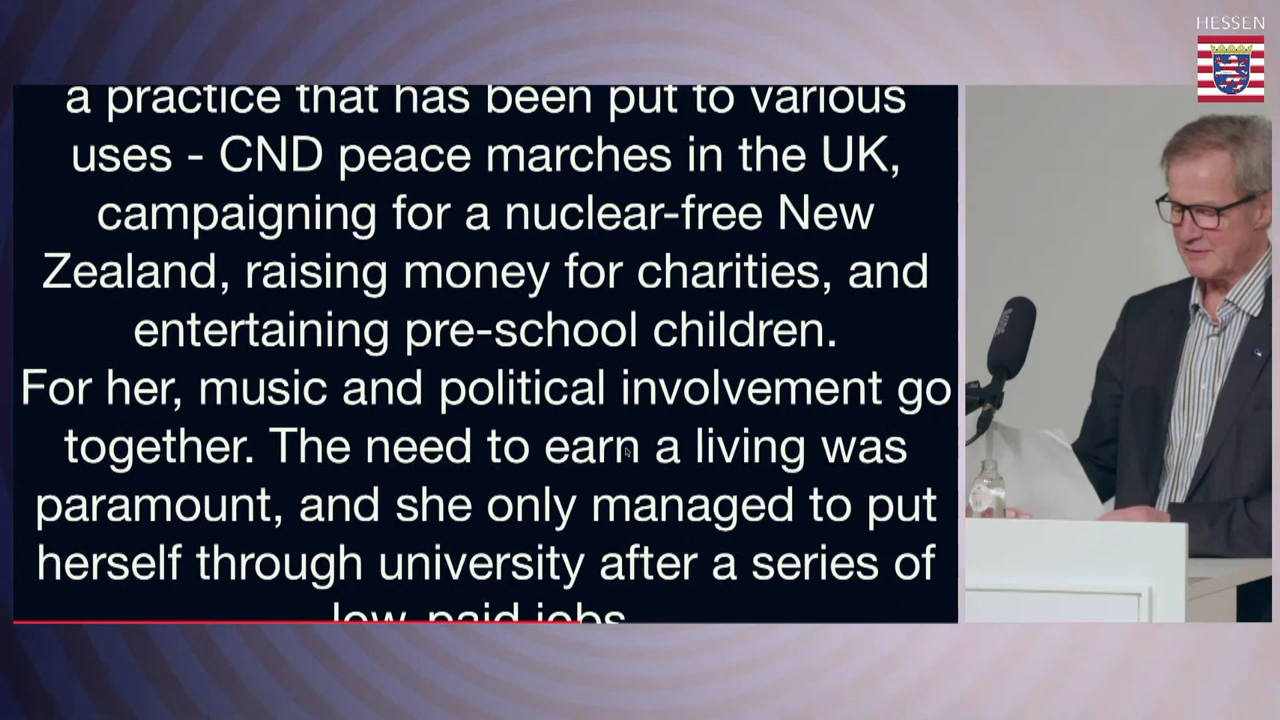 HESSEN
a practice that has been put to various
uses - CND peace marches in the UK,
campaigning for a nuclear-free New
Zealand, raising money for charities, and
entertaining pre-school children.
For her, music and political involvement go
together. The need to earn a living was
paramount, and she only managed to put
herself through university after a series of
low-paid jobs